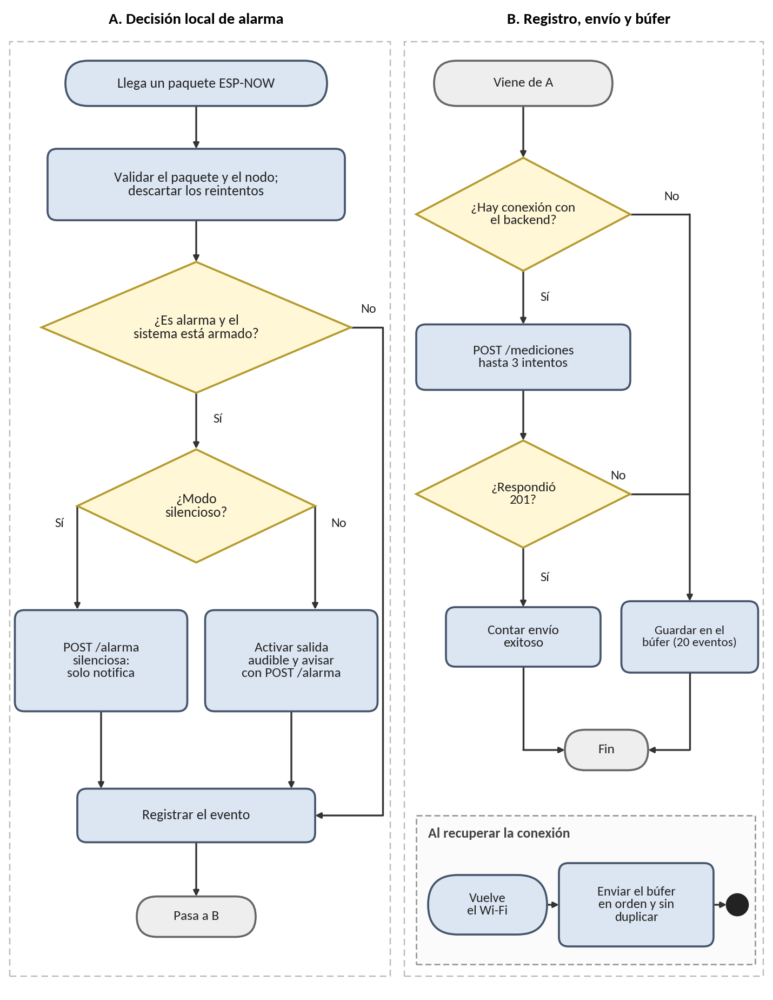 A. Decisión local de alarma
Llega un paquete ESP-NOW
Validar el paquete y el nodo;
descartar los reintentos
¿Es alarma y el
sistema está armado?
No
Sí
¿Modo
silencioso?
Sí
No
POST /alarma
silenciosa:
solo notifica
Activar salida
audible y avisar
con POST /alarma
Registrar el evento
Pasa a B
B. Registro, envío y búfer
Viene de A
¿Hay conexión con
el backend?
No
Sí
POST /mediciones
hasta 3 intentos
¿Respondió
201?
No
Sí
Contar envío
exitoso
Guardar en el
búfer (20 eventos)
Fin
Al recuperar la conexión
Vuelve
el Wi-Fi
Enviar el búfer
en orden y sin
duplicar